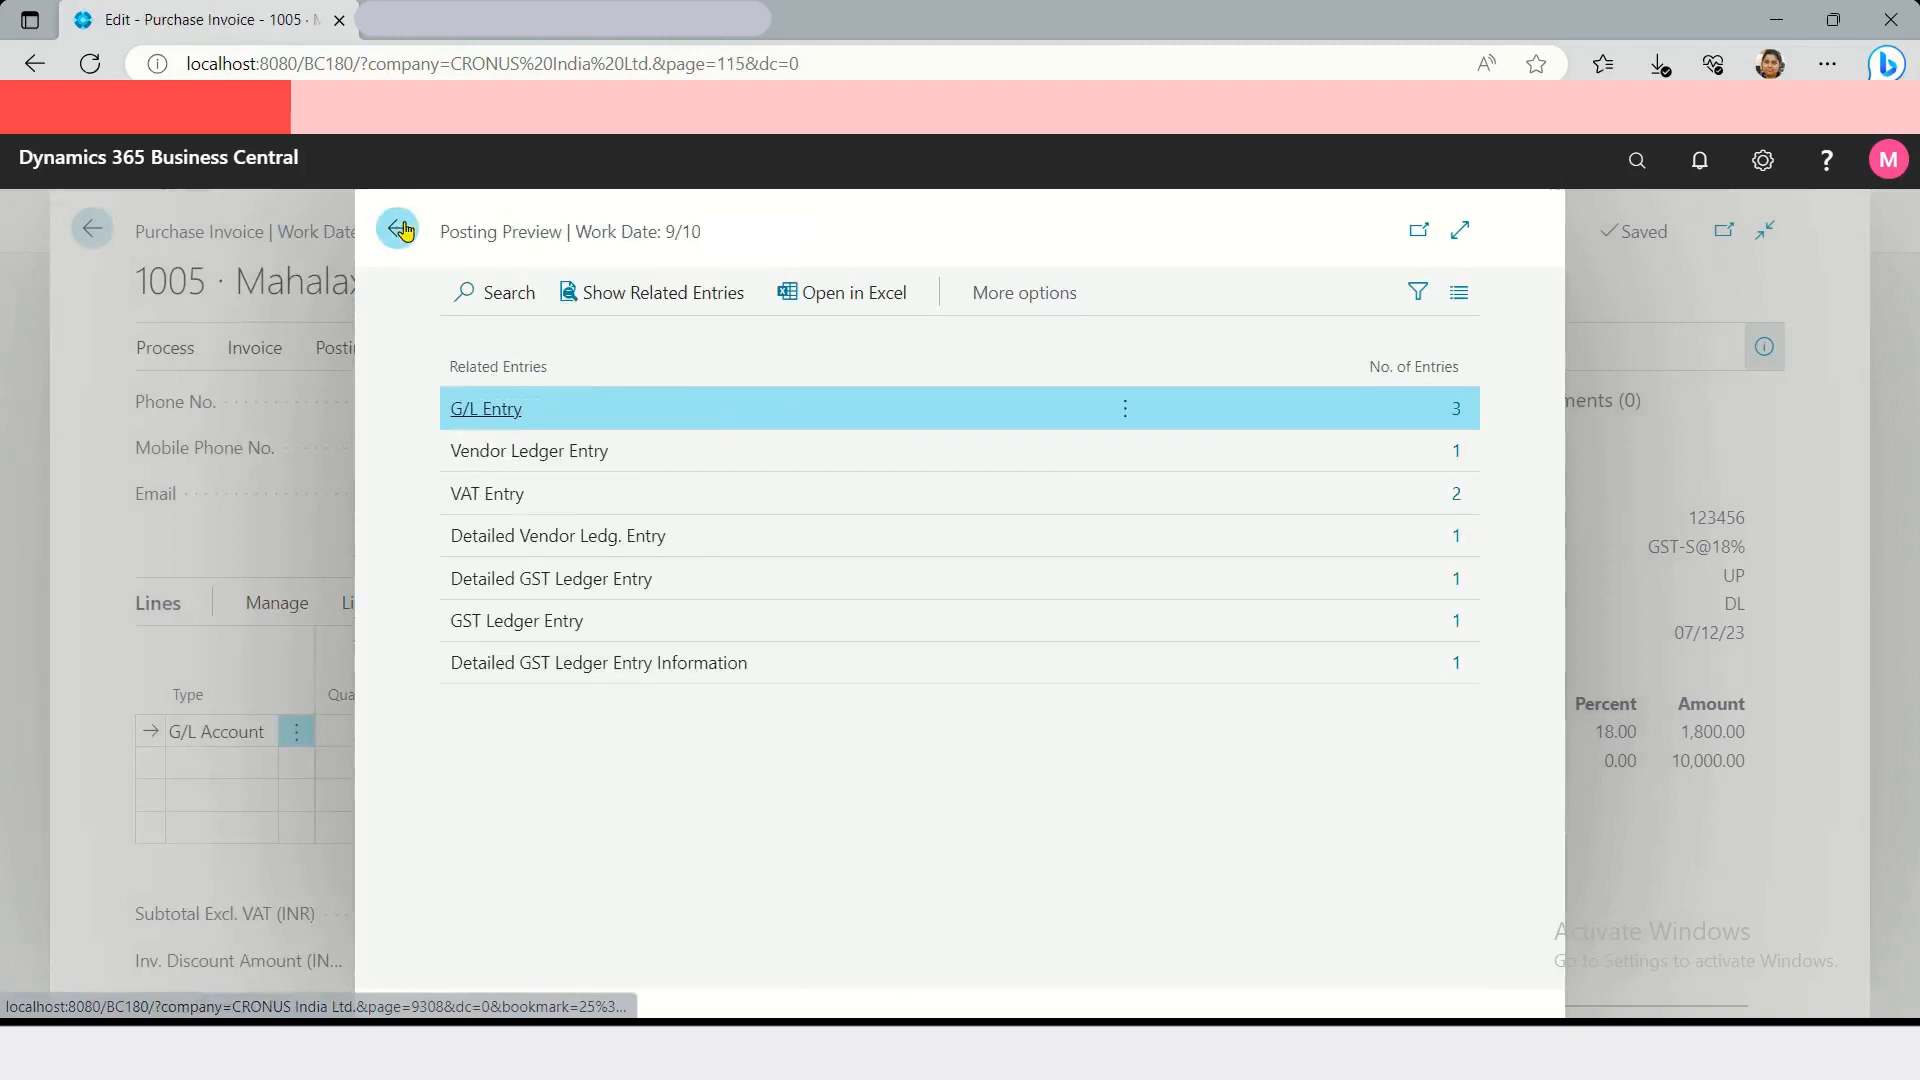 Edit - Purchase Invoice - 1005 ·
localhost:8080/BC180/?company=CRONUS%20India%20Ltd.&page=115&dc=0
Dynamics 365 Business Central
M
Purchase Invoice | Work Date
Posting Preview | Work Date: 9/10
Saved
1005 · Mahalax
Search
Show Related Entries
Open in Excel
More options
Process
Invoice
Posti
Related Entries
No. of Entries
Phone No.
G/L Entry
3
ments (0)
Mobile Phone No.
Vendor Ledger Entry
1
Email
VAT Entry
2
123456
Detailed Vendor Ledg. Entry
1
GST-S@18%
Detailed GST Ledger Entry
1
UP
Lines
Manage
Li
GST Ledger Entry
1
DL
07/12/23
Detailed GST Ledger Entry Information
1
Type
Qua
Percent
Amount
G/L Account
18.00
1,800.00
0.00
10,000.00
Subtotal Excl. VAT (INR)
Activate Windows
Inv. Discount Amount (IN...
Go to Settings to activate Windows.
localhost:8080/BC180/?company=CRONUS India Ltd.&page=9308&dc=0&bookmark=25%3...